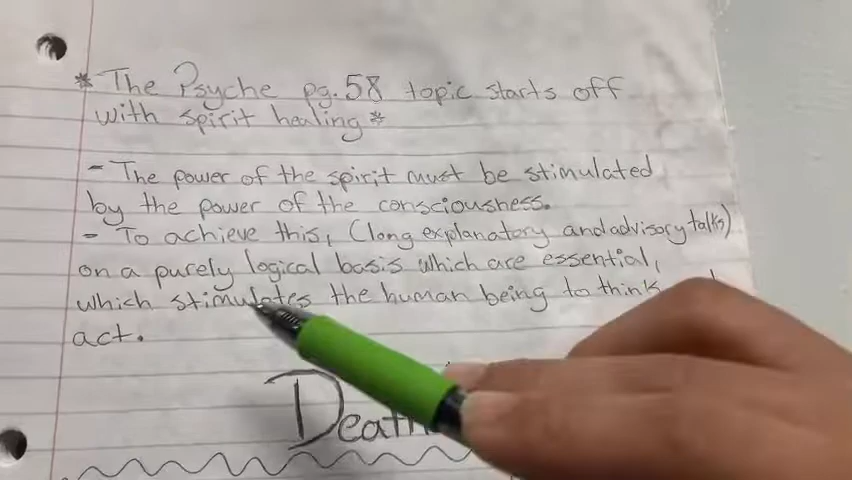 * The Psyche pg. 58 topic starts off
with spirit healing *
- The power of the spirit must be stimulated
by the power of the consciousness.
- To achieve this, (long explanatory and advisory talks)
on a purely logical basis which are essential,
which stimulates the human being to think
act.
Death